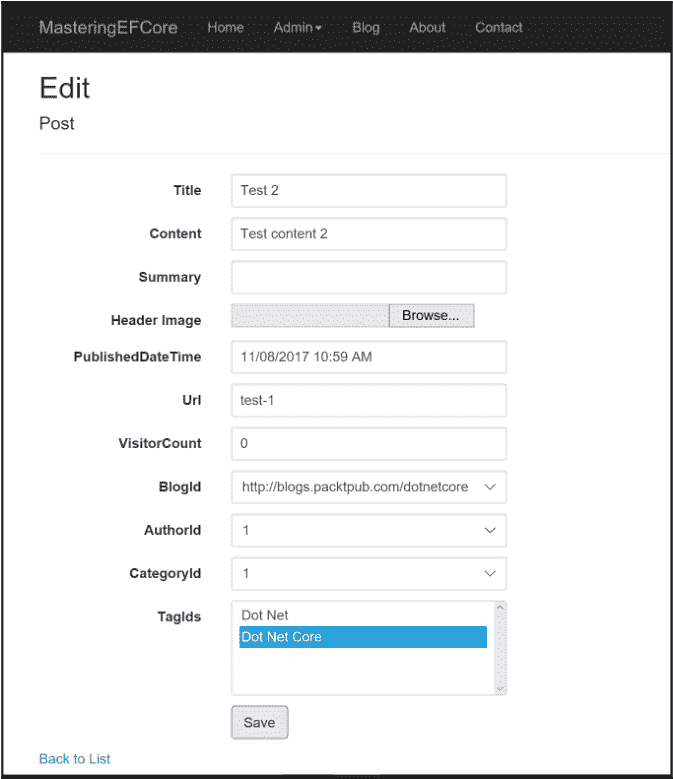 MasteringEFCore Home Admin Blog About Contact
Edit
Post
Title Test 2
Content Test content 2
Summary
Header Image Browse...
PublishedDateTime 11/08/2017 10:59 AM
Url test-1
VisitorCount 0
BlogId http://blogs.packtpub.com/dotnetcore
AuthorId 1
CategoryId 1
TagIds Dot Net
Dot Net Core
Save
Back to List